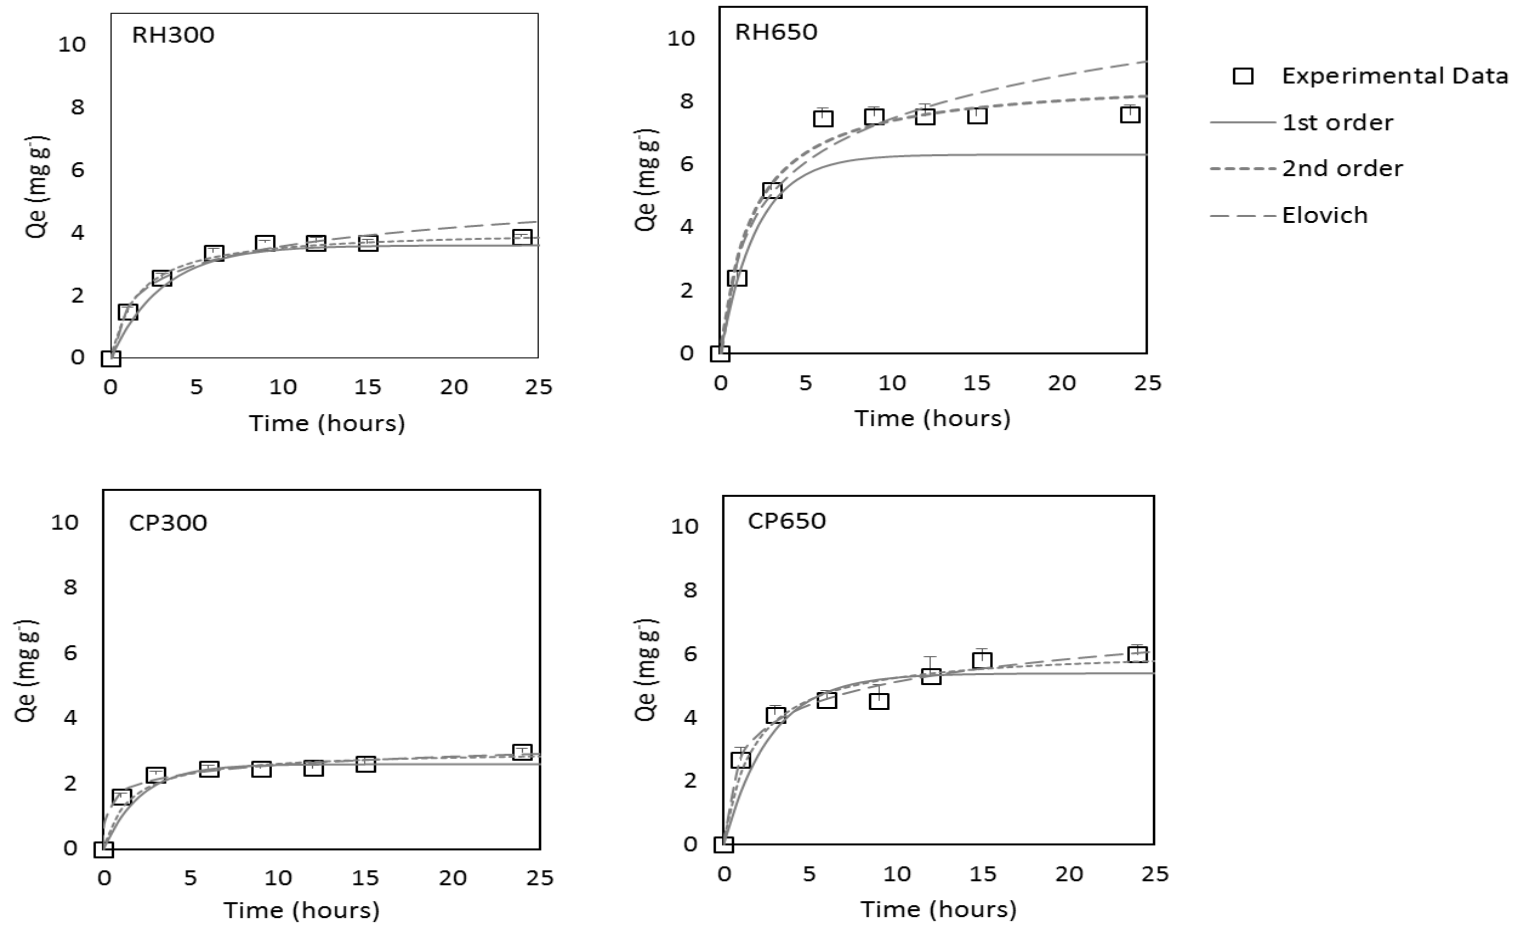 RH300
10
8
6
4
2
0
Qe (mg g⁻)
0 5 10 15 20 25
Time (hours)
RH650
10
8
6
4
2
0
Qe (mg g⁻)
0 5 10 15 20 25
Time (hours)
Experimental Data
1st order
2nd order
Elovich
CP300
10
8
6
4
2
0
Qe (mg g⁻)
0 5 10 15 20 25
Time (hours)
CP650
10
8
6
4
2
0
Qe (mg g⁻)
0 5 10 15 20 25
Time (hours)